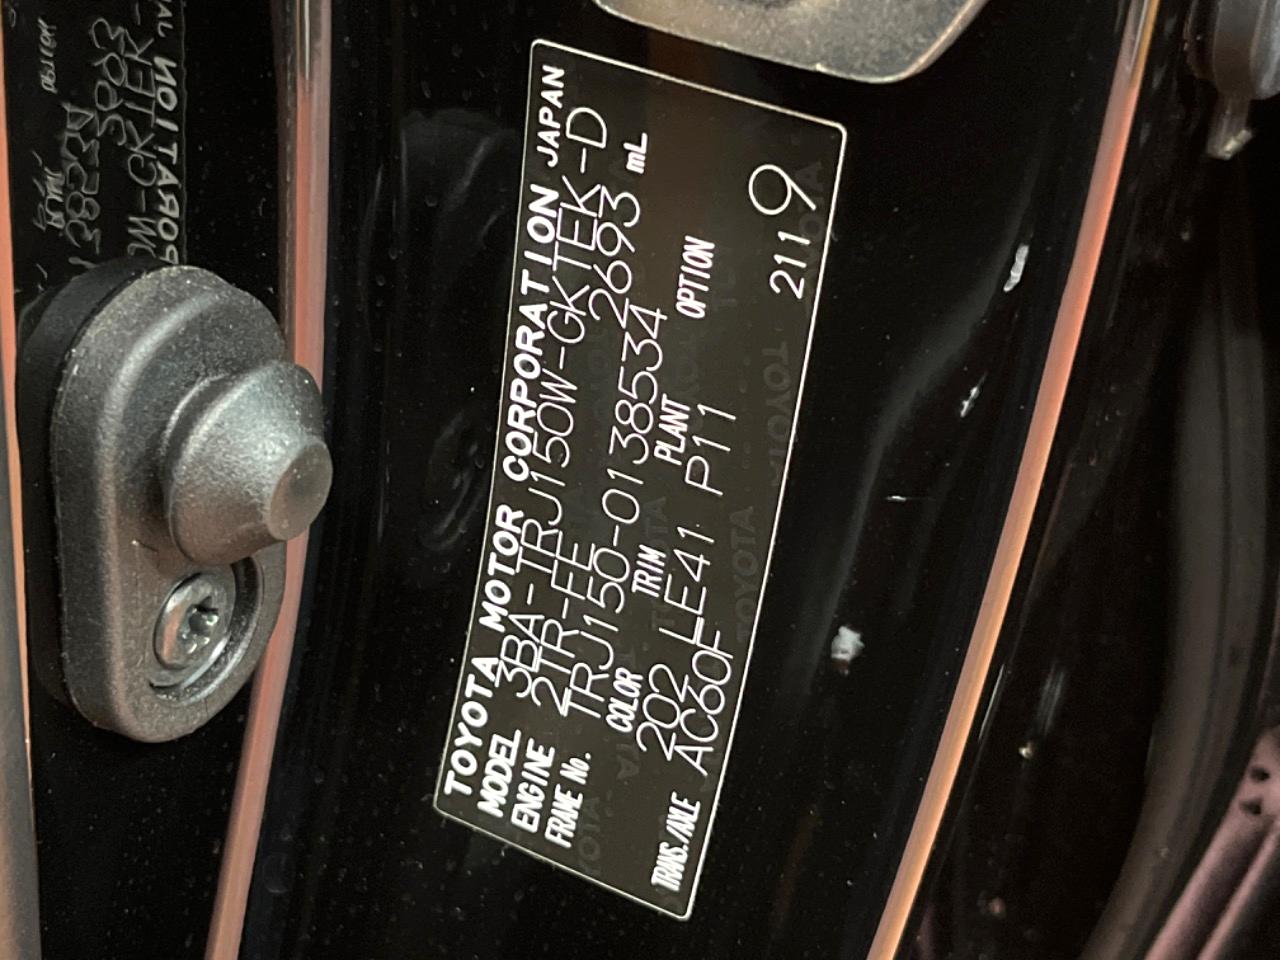 TOYOTA MOTOR CORPORATION JAPAN
MODEL 3BA-TRJ150W-GKTEK-D
ENGINE 2TR-FE 2693 mL
FRAME No. TRJ150-0138534
COLOR TRIM PLANT OPTION
202 LE41 P11
TRANS./AXLE AC60F
2119